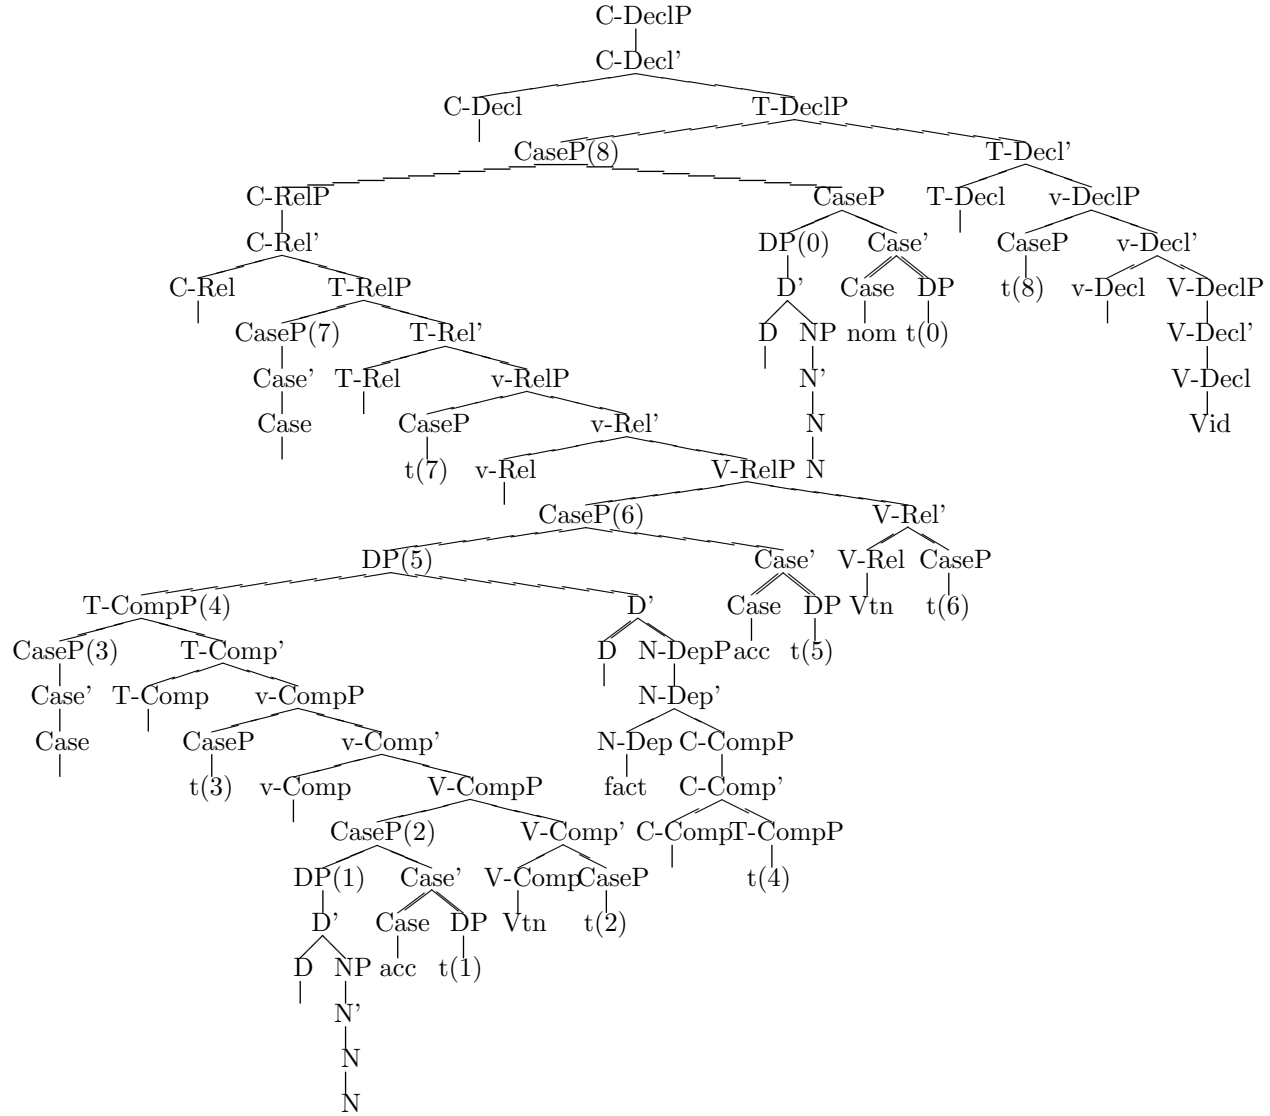 C-DeclP
C-Decl'
C-Decl T-DeclP
CaseP(8) T-Decl'
C-RelP CaseP T-Decl v-DeclP
C-Rel' DP(0) Case' CaseP v-Decl'
C-Rel T-RelP D' Case DP t(8) v-Decl V-DeclP
CaseP(7) T-Rel' D NP nom t(0) V-Decl'
Case' T-Rel v-RelP N' V-Decl
Case CaseP v-Rel' N Vid
t(7) v-Rel V-RelP N
CaseP(6) V-Rel'
DP(5) Case' V-Rel CaseP
T-CompP(4) D' Case DP Vtn t(6)
CaseP(3) T-Comp' D N-DepP acc t(5)
Case' T-Comp v-CompP N-Dep'
Case CaseP v-Comp' N-Dep C-CompP
t(3) v-Comp V-CompP fact C-Comp'
CaseP(2) V-Comp' C-Comp T-CompP
DP(1) Case' V-Comp CaseP t(4)
D' Case DP Vtn t(2)
D NP acc t(1)
N'
N
N